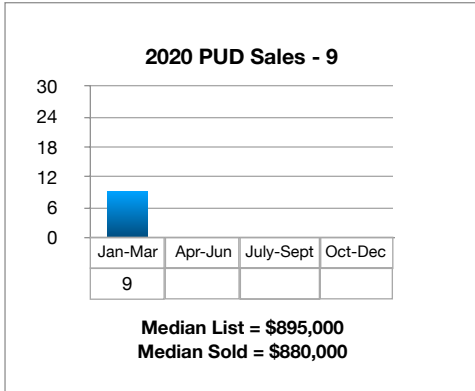 2020 PUD Sales - 9
30
24
18
12
6
0
Jan-Mar Apr-Jun July-Sept Oct-Dec
9
Median List = $895,000
Median Sold = $880,000